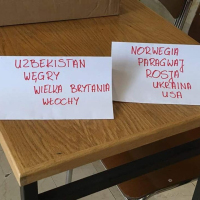 UZBEKISTAN
WĘGRY
WIELKA BRYTANIA
WŁOCHY
NORWEGIA
PARAGWAJ
ROSJA
UKRAINA
USA